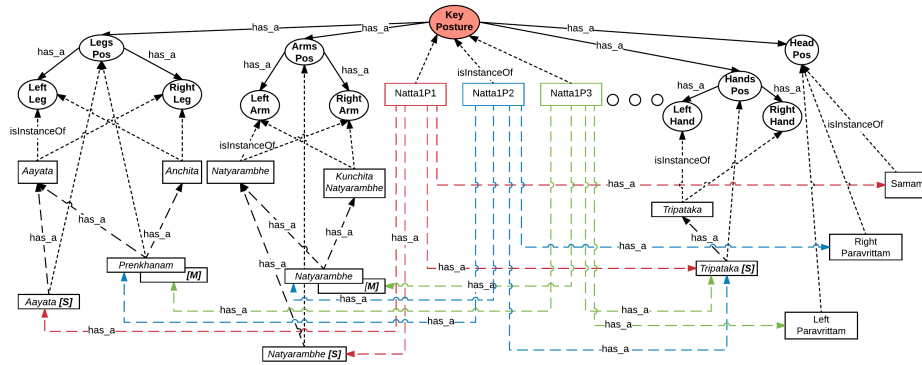 Key
Posture
has_a
has_a
has_a
has_a
Legs
Pos
Arms
Pos
Head
Pos
has_a
has_a
has_a
has_a
isInstanceOf
Hands
Pos
has_a
has_a
Left
Leg
Right
Leg
Left
Arm
Right
Arm
Natta1P1
Natta1P2
Natta1P3
Left
Hand
Right
Hand
isInstanceOf
isInstanceOf
isInstanceOf
isInstanceOf
Aayata
Anchita
Natyarambhe
Kunchita
Natyarambhe
has_a
Samam
Tripataka
has_a
has_a
has_a
has_a
has_a
has_a
Right
Paravrittam
Prenkhanam
[M]
has_a
Natyarambhe
[M]
has_a
has_a
Tripataka [S]
Aayata [S]
has_a
has_a
has_a
has_a
has_a
has_a
has_a
Left
Paravrittam
Natyarambhe [S]
has_a